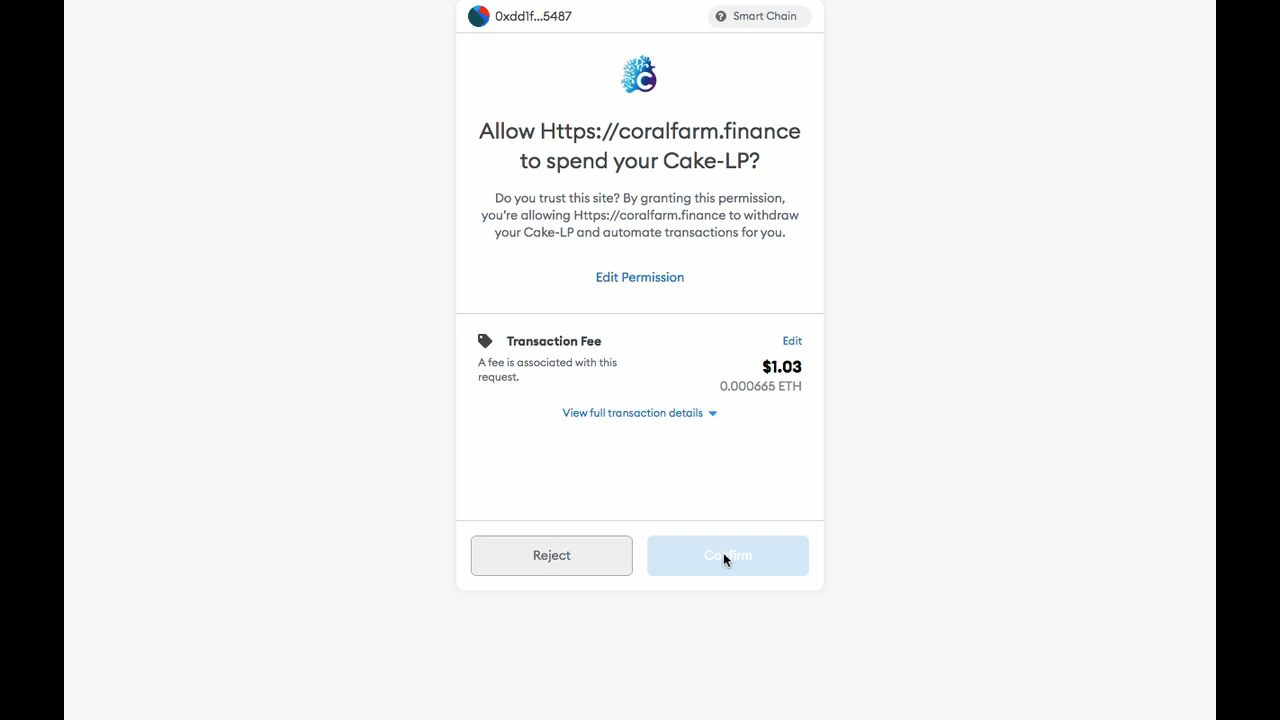 0xdd1f...5487
Smart Chain
Allow Https://coralfarm.finance
to spend your Cake-LP?
Do you trust this site? By granting this permission,
you're allowing Https://coralfarm.finance to withdraw
your Cake-LP and automate transactions for you.
Edit Permission
Transaction Fee
Edit
A fee is associated with this
request.
$1.03
0.000665 ETH
View full transaction details
Reject
Confirm